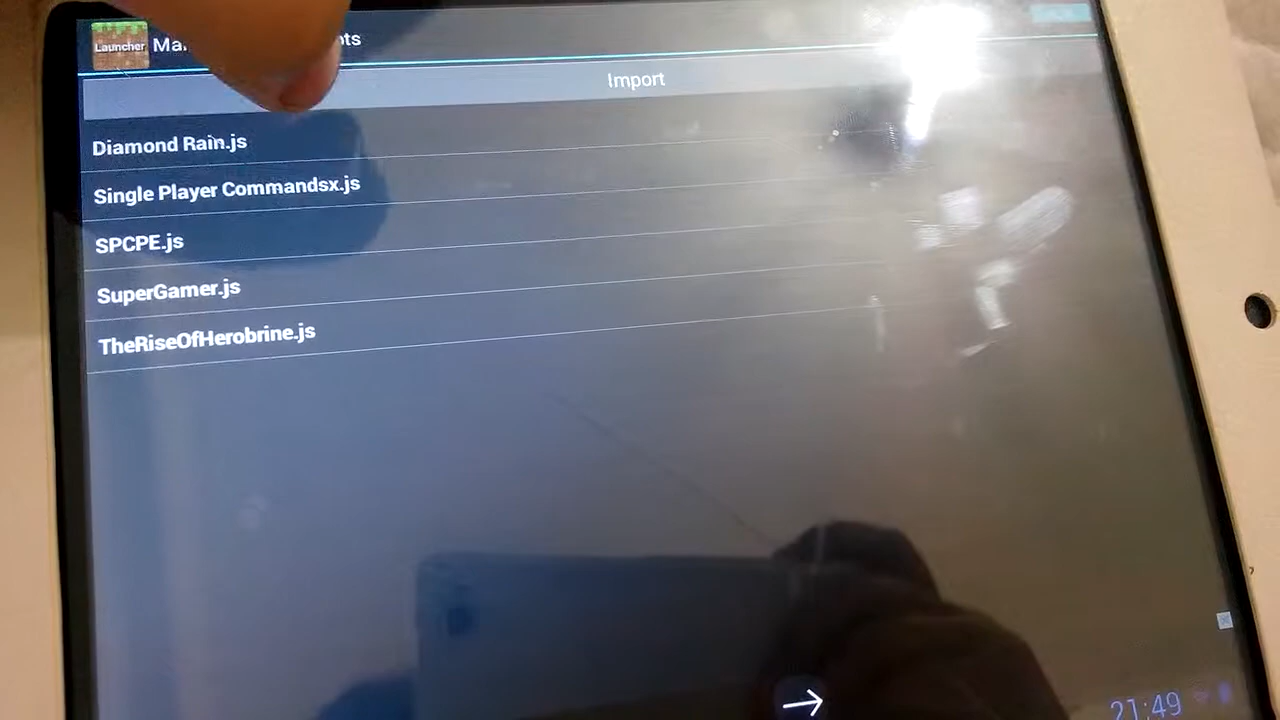 Launcher
Import
Diamond Rain.js
Single Player Commandsx.js
SPCPE.js
SuperGamer.js
TheRiseOfHerobrine.js
21:49